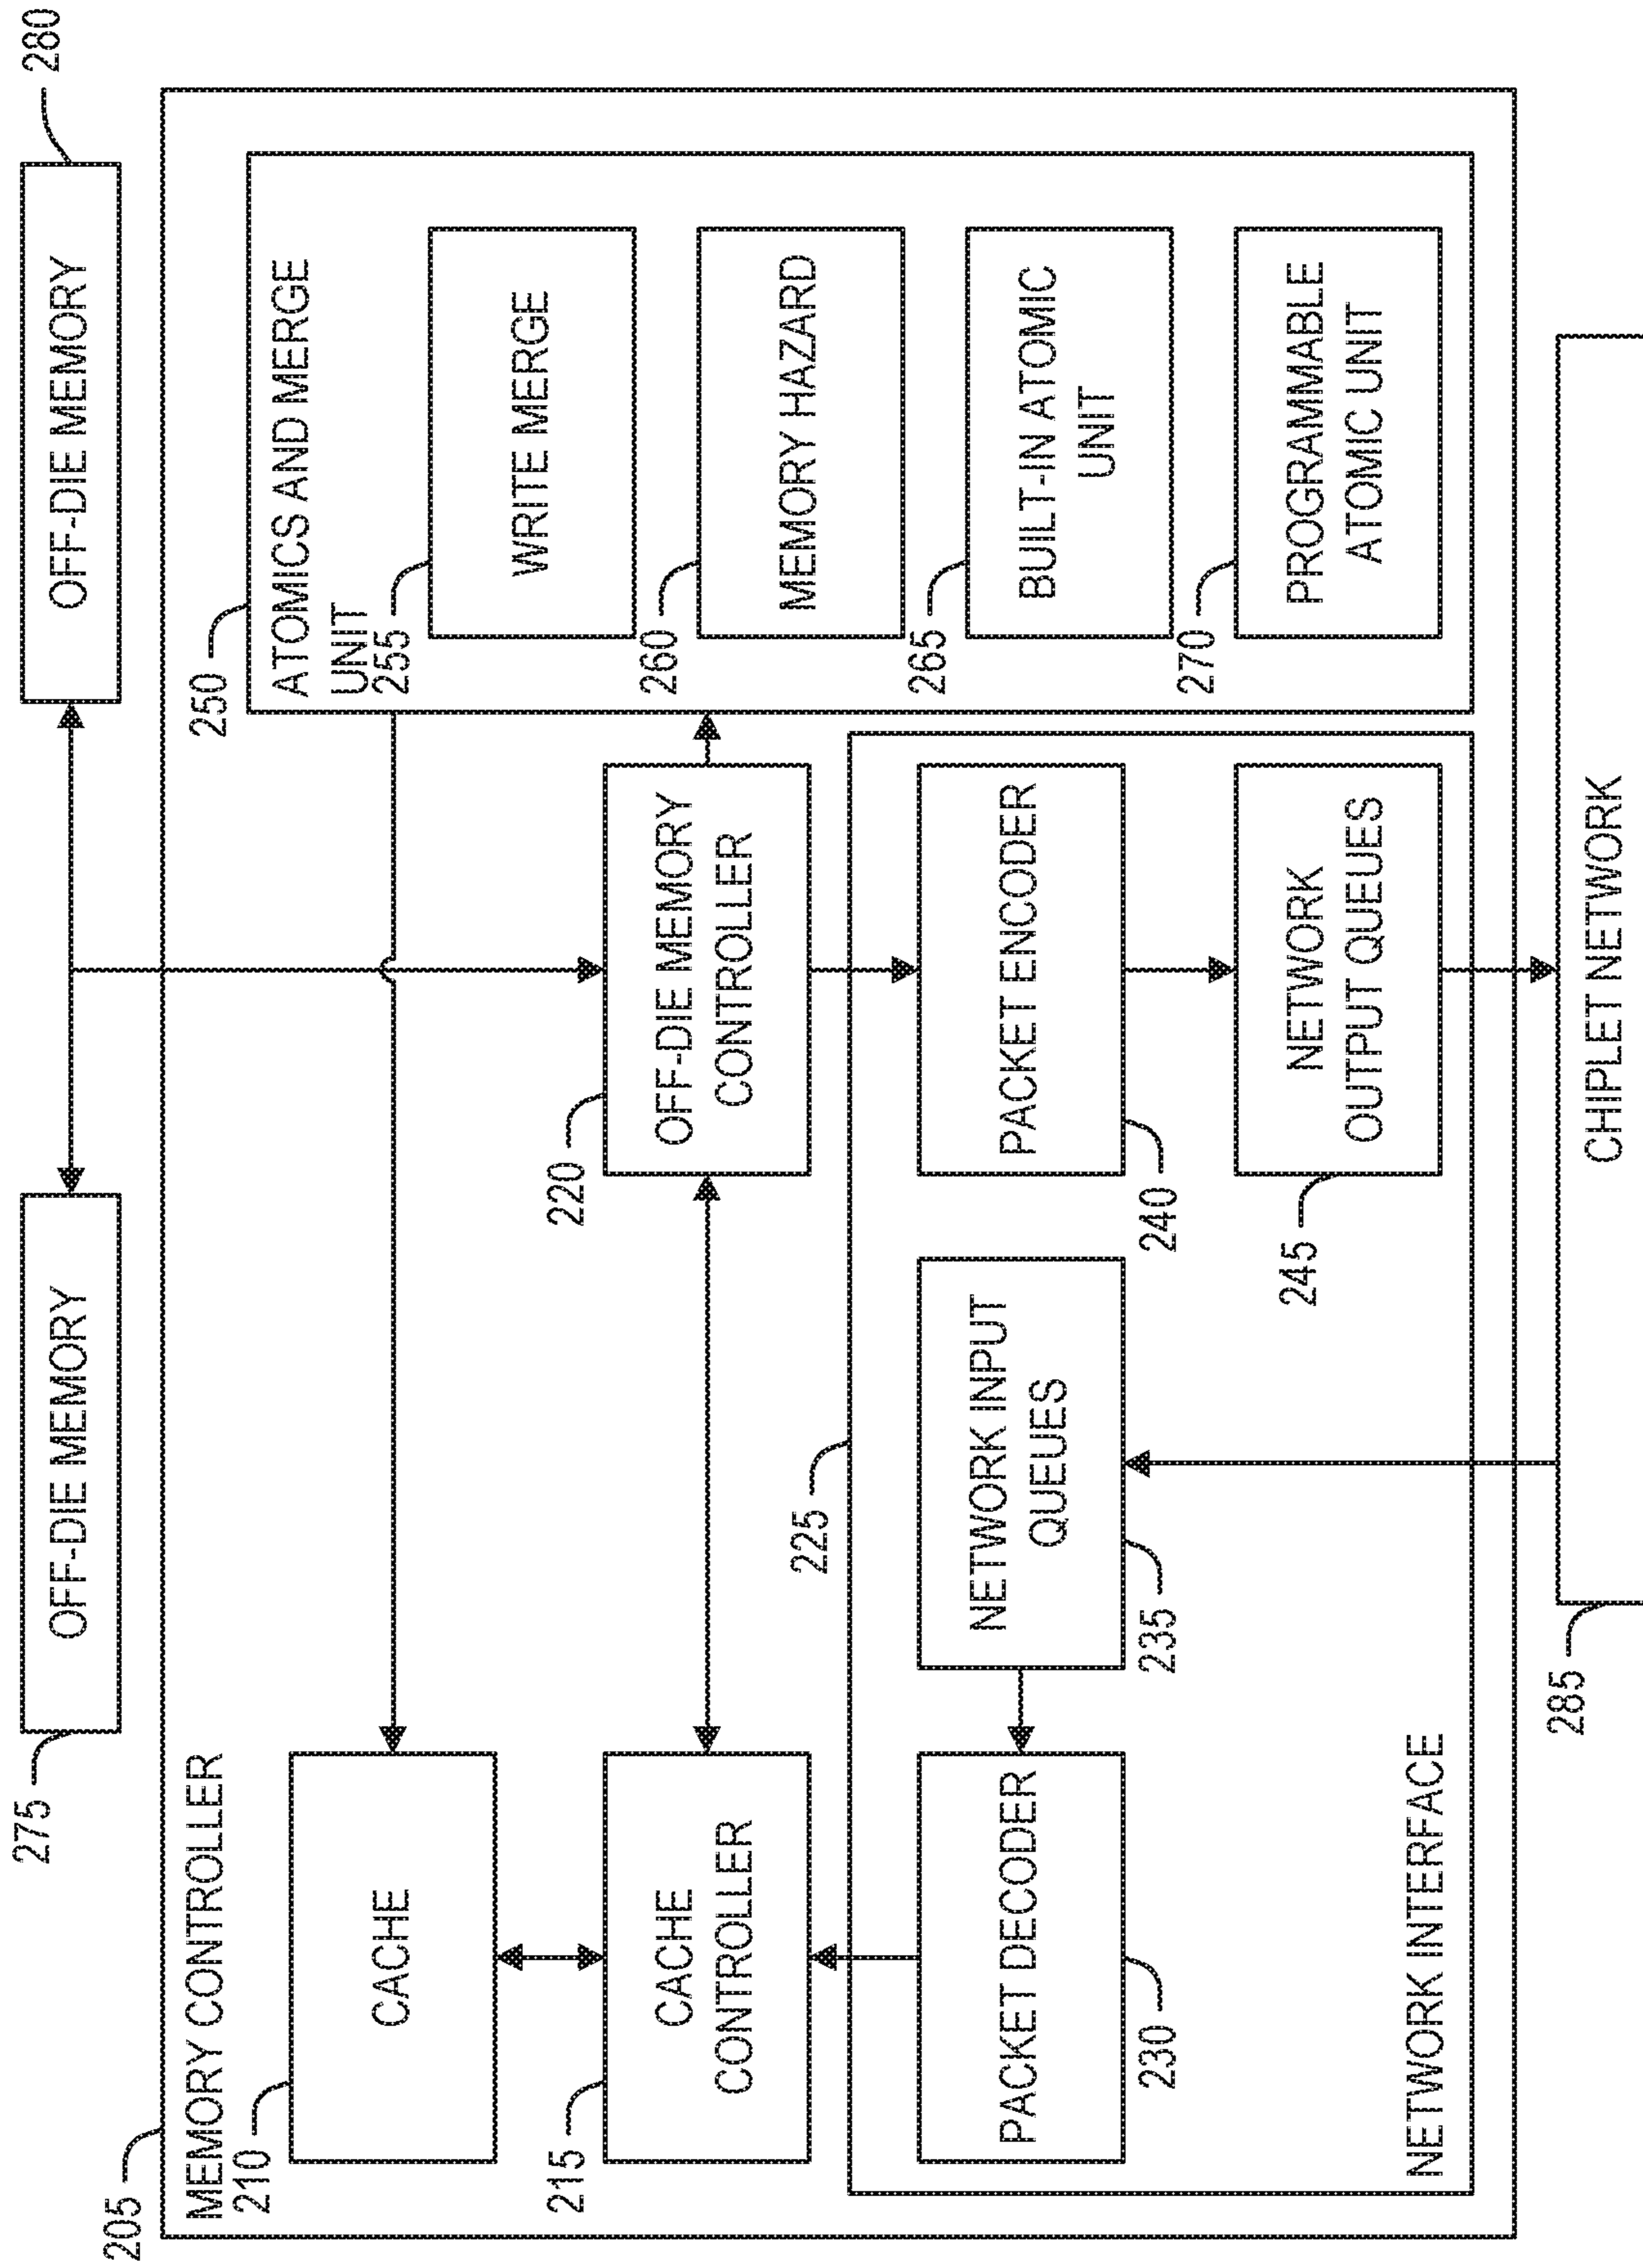 275
OFF-DIE MEMORY
OFF-DIE MEMORY
280
205
MEMORY CONTROLLER
210
CACHE
215
CACHE
CONTROLLER
220
OFF-DIE MEMORY
CONTROLLER
250
ATOMICS AND MERGE
UNIT
255
WRITE MERGE
260
MEMORY HAZARD
265
BUILT-IN ATOMIC
UNIT
270
PROGRAMMABLE
ATOMIC UNIT
225
PACKET DECODER
230
NETWORK INPUT
QUEUES
235
PACKET ENCODER
240
NETWORK
OUTPUT QUEUES
245
NETWORK INTERFACE
285
CHIPLET NETWORK